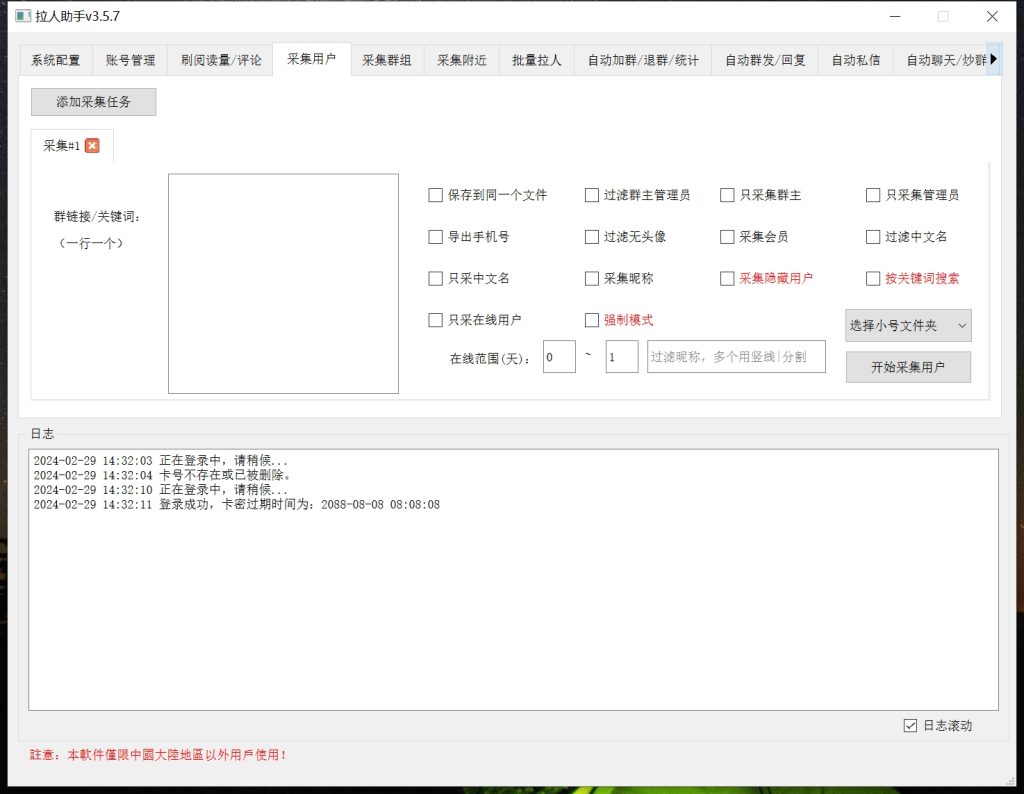 拉人助手v3.5.7
系统配置 账号管理 刷阅读量/评论 采集用户 采集群组 采集附近 批量拉人 自动加群/退群/统计 自动群发/回复 自动私信 自动聊天/炒群
添加采集任务
采集#1
群链接/关键词:
(一行一个)
保存到同一个文件 过滤群主管理员 只采集群主 只采集管理员
导出手机号 过滤无头像 采集会员 过滤中文名
只采中文名 采集昵称 采集隐藏用户 按关键词搜索
只采在线用户 强制模式
选择小号文件夹
在线范围(天): 0 ~ 1 过滤昵称, 多个用竖线|分割
开始采集用户
日志
2024-02-29 14:32:03 正在登录中, 请稍候...
2024-02-29 14:32:04 卡号不存在或已被删除。
2024-02-29 14:32:10 正在登录中, 请稍候...
2024-02-29 14:32:11 登录成功, 卡密过期时间为: 2088-08-08 08:08:08
日志滚动
註意: 本軟件僅限中國大陸地區以外用戶使用!